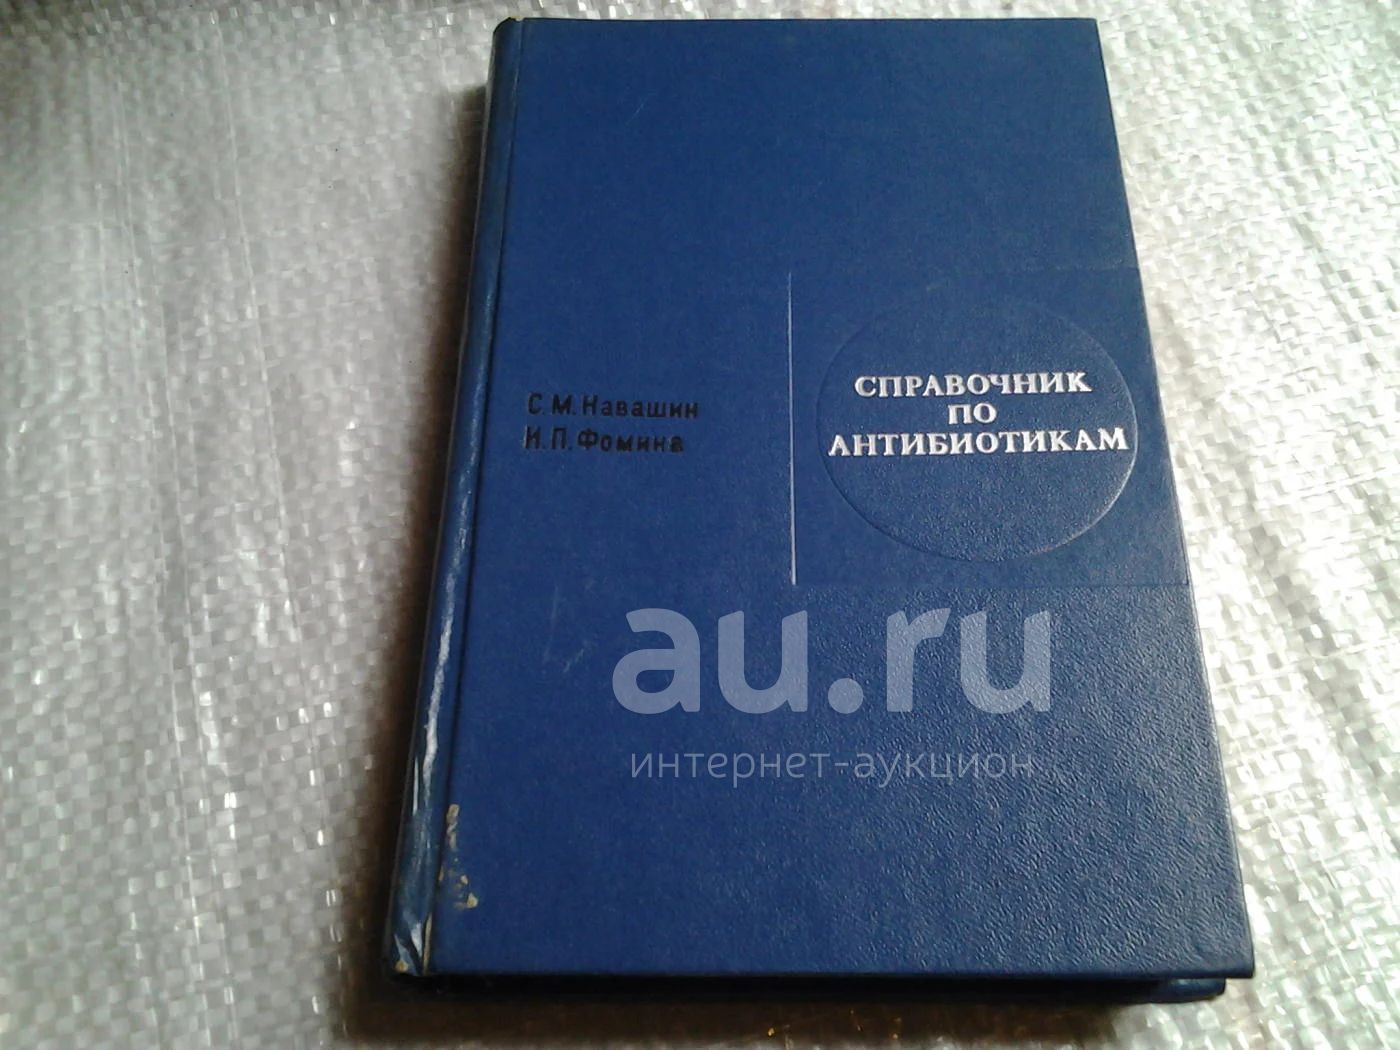 С. М. Навашин
И. П. Фомина
СПРАВОЧНИК
ПО
АНТИБИОТИКАМ
au.ru
интернет-аукцион